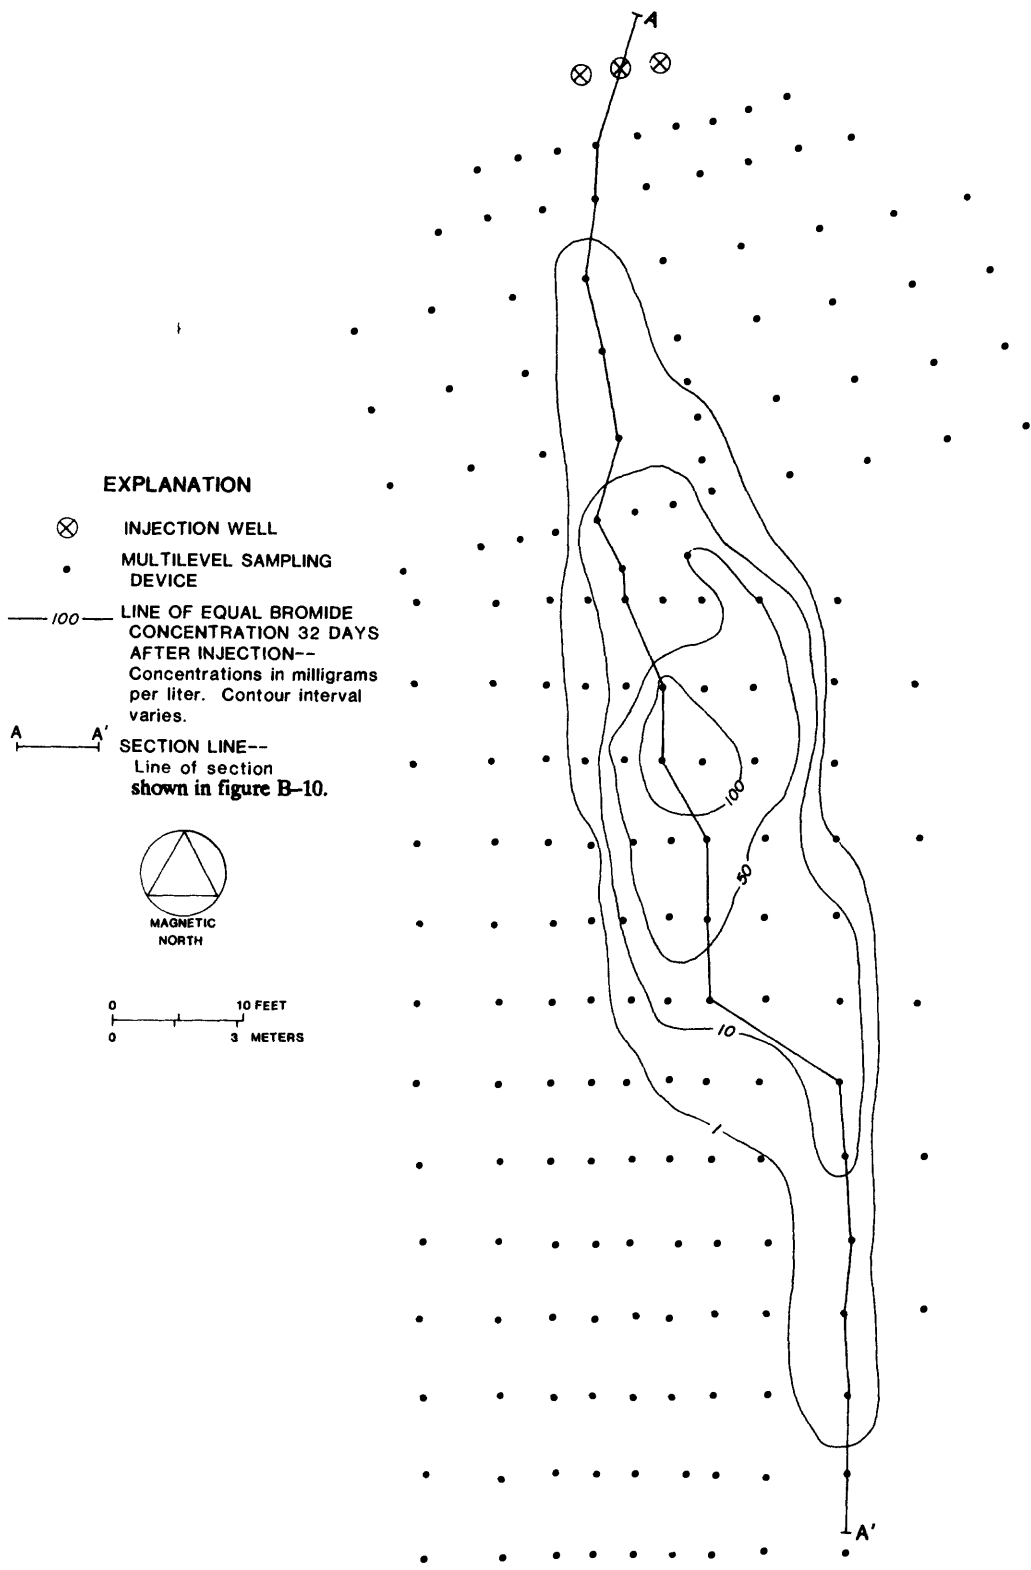 A
EXPLANATION
INJECTION WELL
MULTILEVEL SAMPLING
DEVICE
100
LINE OF EQUAL BROMIDE
CONCENTRATION 32 DAYS
AFTER INJECTION--
Concentrations in milligrams
per liter. Contour interval
varies.
A A'
SECTION LINE--
Line of section
shown in figure B-10.
100
50
MAGNETIC
NORTH
0 10 FEET
0 3 METERS
10
1
A'